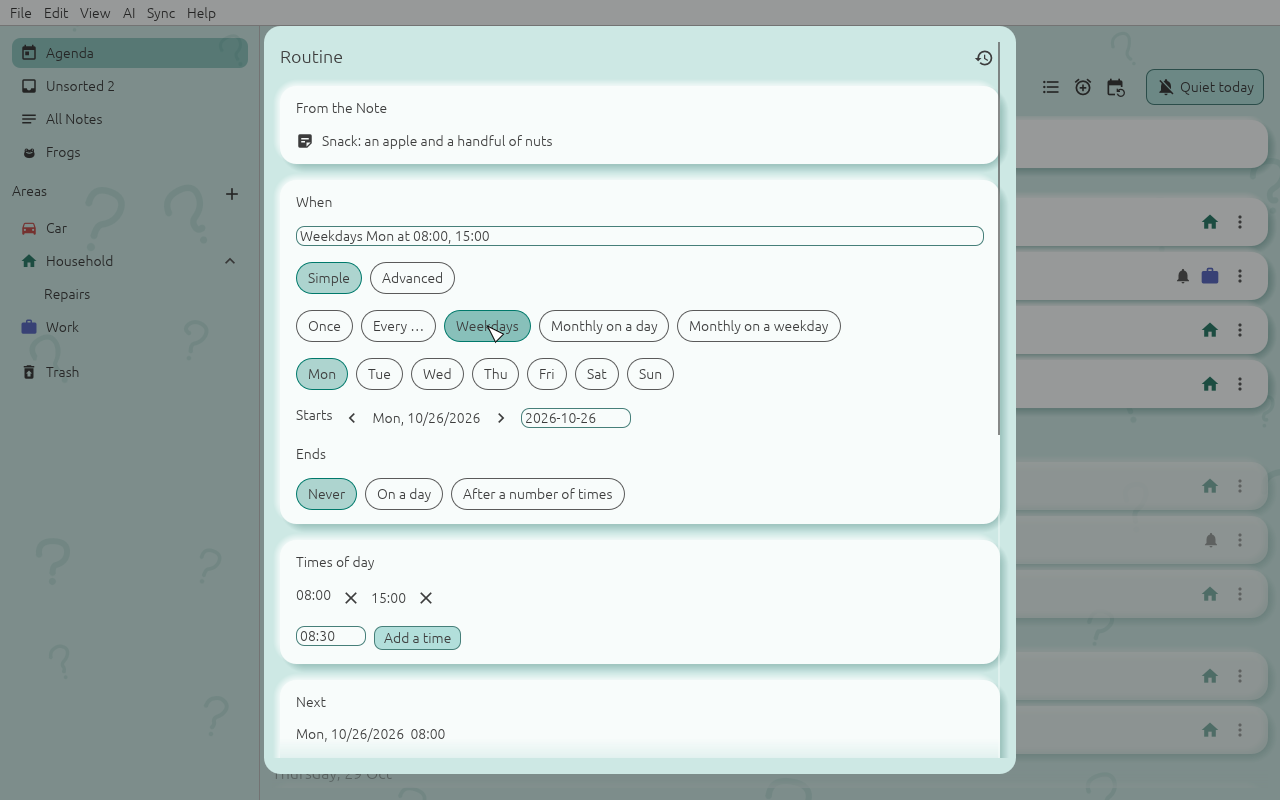 File Edit View AI Sync Help
Agenda
Unsorted 2
All Notes
Frogs
Areas
Car
Household
Repairs
Work
Trash
Quiet today
Routine
From the Note
Snack: an apple and a handful of nuts
When
Weekdays Mon at 08:00, 15:00
Simple Advanced
Once Every ... Weekdays Monthly on a day Monthly on a weekday
Mon Tue Wed Thu Fri Sat Sun
Starts Mon, 10/26/2026 2026-10-26
Ends
Never On a day After a number of times
Times of day
08:00 15:00
08:30 Add a time
Next
Mon, 10/26/2026 08:00
Thursday, 29 Oct